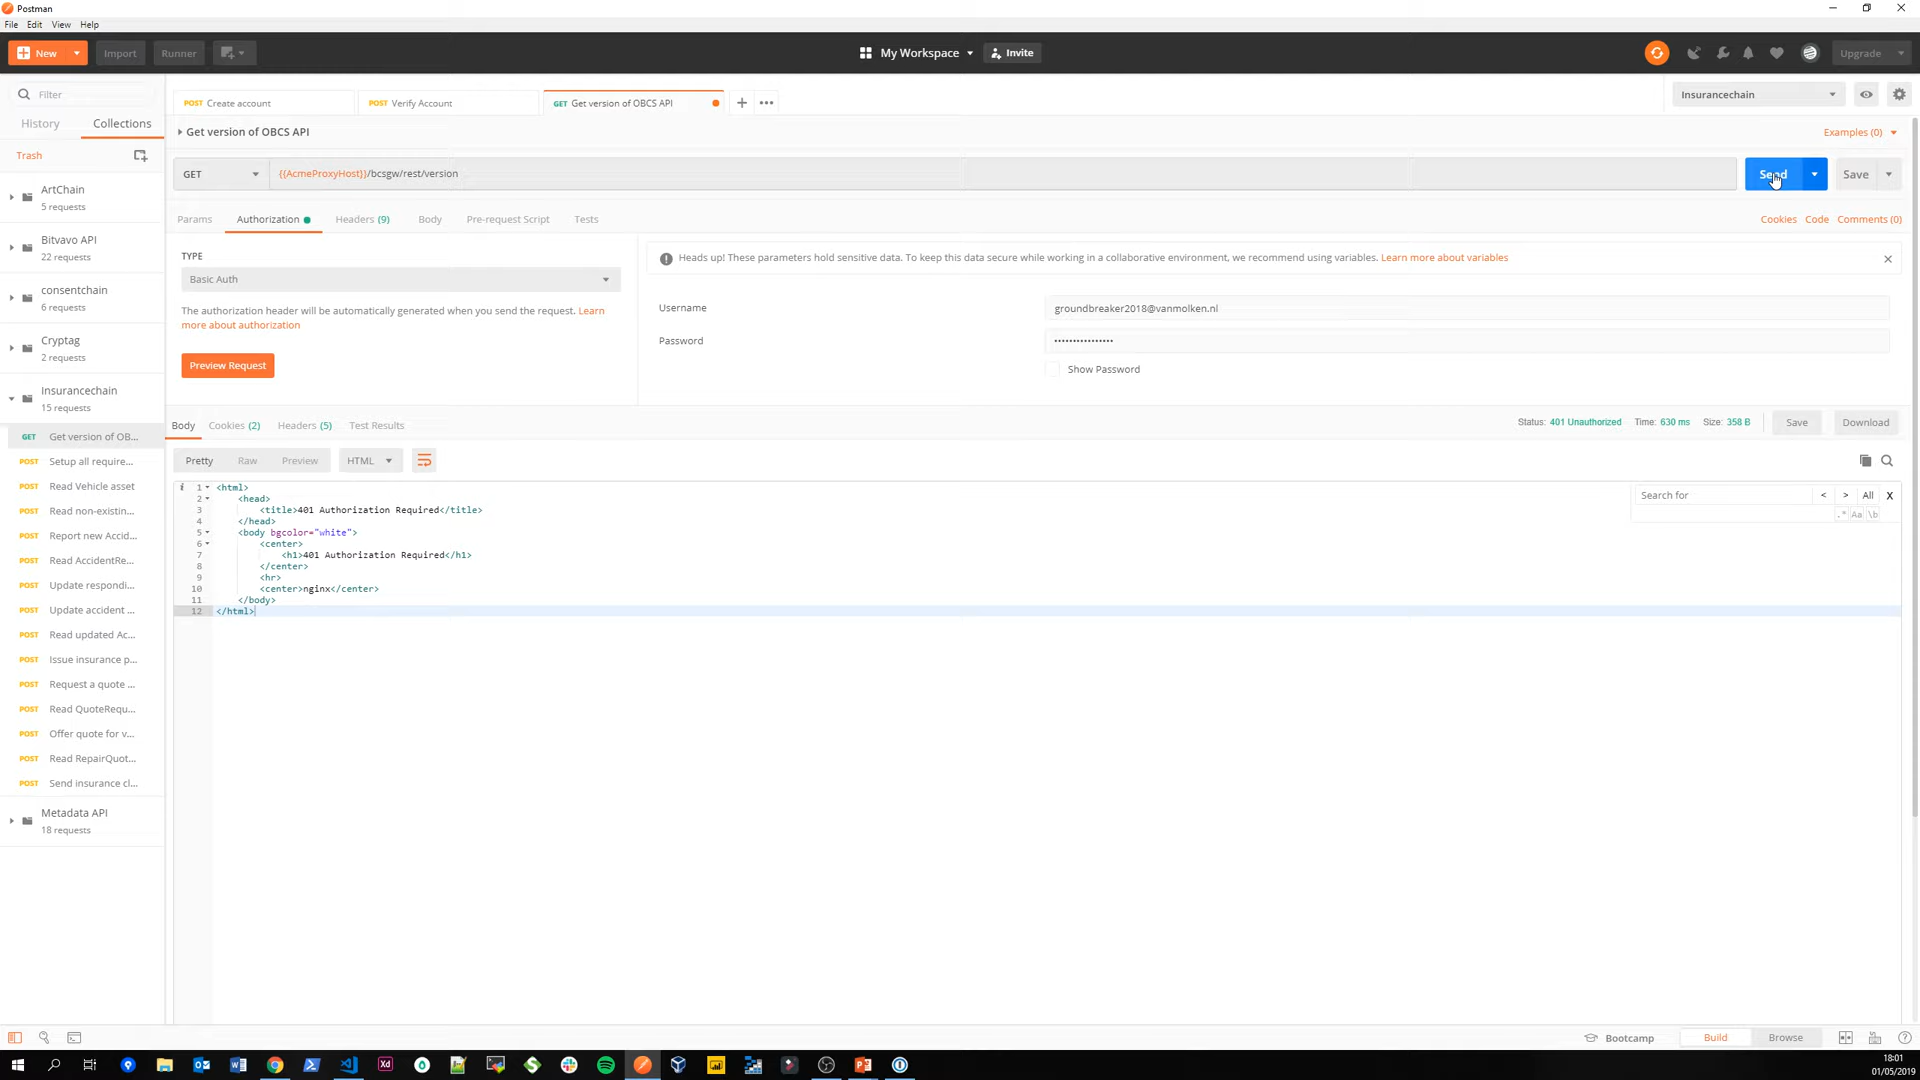 Postman
File Edit View Help
New Import Runner My Workspace Invite Upgrade
Filter
History Collections
Trash
ArtChain
5 requests
Bitvavo API
22 requests
consentchain
6 requests
Cryptag
2 requests
Insurancechain
15 requests
GET Get version of OB...
POST Setup all require...
POST Read Vehicle asset
POST Read non-existin...
POST Report new Accid...
POST Read AccidentRe...
POST Update respondi...
POST Update accident ...
POST Read updated Ac...
POST Issue insurance p...
POST Request a quote ...
POST Read QuoteRequ...
POST Offer quote for v...
POST Read RepairQuot...
POST Send insurance cl...
Metadata API
18 requests
POST Create account POST Verify Account GET Get version of OBCS API + ••• Insurancechain
Get version of OBCS API Examples (0)
GET {{AcmeProxyHost}}/bcsgw/rest/version Send Save
Params Authorization Headers (9) Body Pre-request Script Tests Cookies Code Comments (0)
TYPE
Basic Auth
The authorization header will be automatically generated when you send the request. Learn
more about authorization
Preview Request
Heads up! These parameters hold sensitive data. To keep this data secure while working in a collaborative environment, we recommend using variables. Learn more about variables
Username groundbreaker2018@vanmolken.nl
Password ••••••••••••••••
Show Password
Body Cookies (2) Headers (5) Test Results Status: 401 Unauthorized Time: 630 ms Size: 358 B Save Download
Pretty Raw Preview HTML
Search for < > All X
.* Aa \b
i 1 <html>
2 <head>
3 <title>401 Authorization Required</title>
4 </head>
5 <body bgcolor="white">
6 <center>
7 <h1>401 Authorization Required</h1>
8 </center>
9 <hr>
10 <center>nginx</center>
11 </body>
12 </html>
Bootcamp Build Browse
18:01
01/05/2019